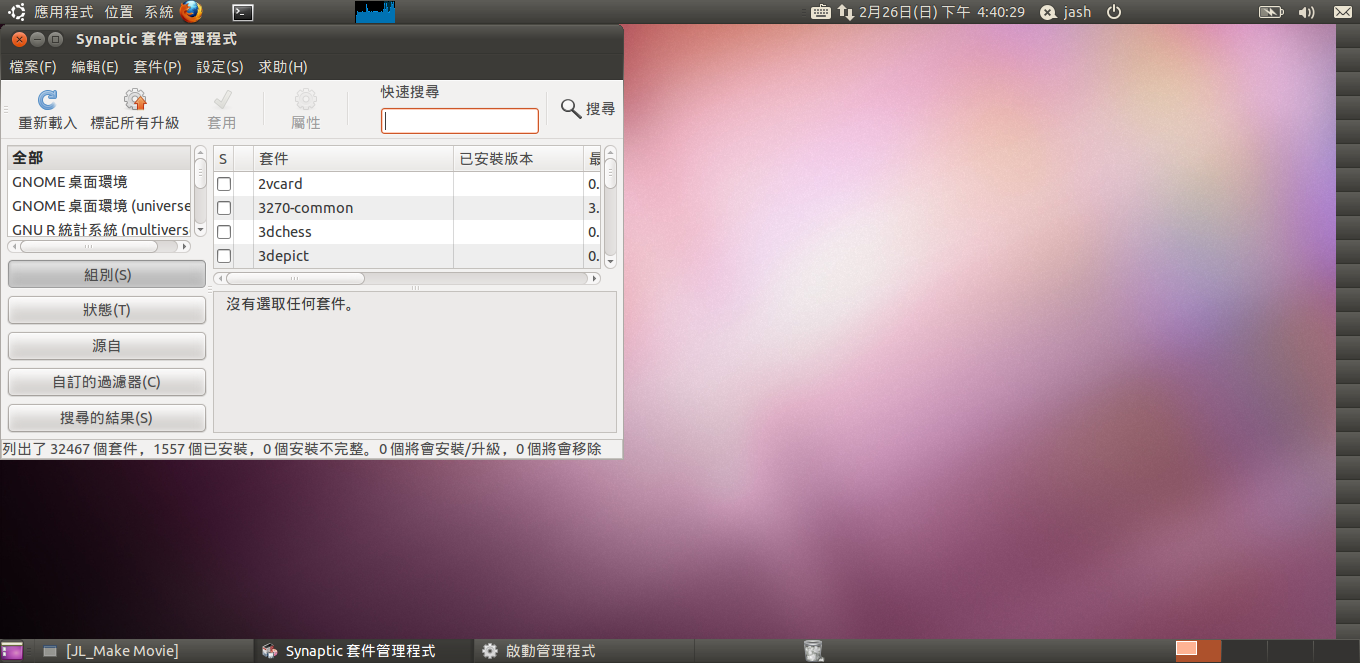 應用程式 位置 系統 2月26日(日) 下午 4:40:29 jash
Synaptic 套件管理程式
檔案(F) 編輯(E) 套件(P) 設定(S) 求助(H)
快速搜尋
重新載入 標記所有升級 套用 屬性 搜尋
全部
GNOME 桌面環境
GNOME 桌面環境 (universe
GNU R 統計系統 (multivers
S 套件 已安裝版本 最
2vcard 0.
3270-common 3.
3dchess 0.
3depict 0.
組別(S)
狀態(T)
源自
自訂的過濾器(C)
搜尋的結果(S)
沒有選取任何套件。
列出了 32467 個套件，1557 個已安裝，0 個安裝不完整。0 個將會安裝/升級，0 個將會移除
[JL_Make Movie] Synaptic 套件管理程式 啟動管理程式